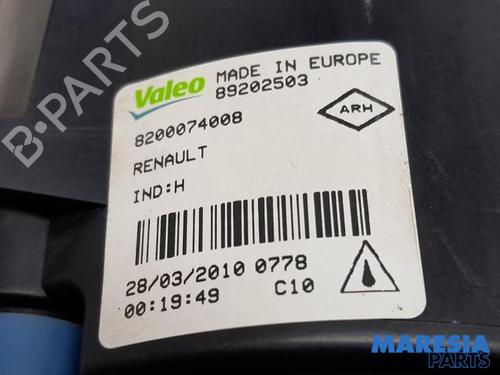 Valeo MADE IN EUROPE
89202503
8200074008
ARH
RENAULT
IND:H
28/03/2010 0778
00:19:49 C10
MARESIA
PARTS